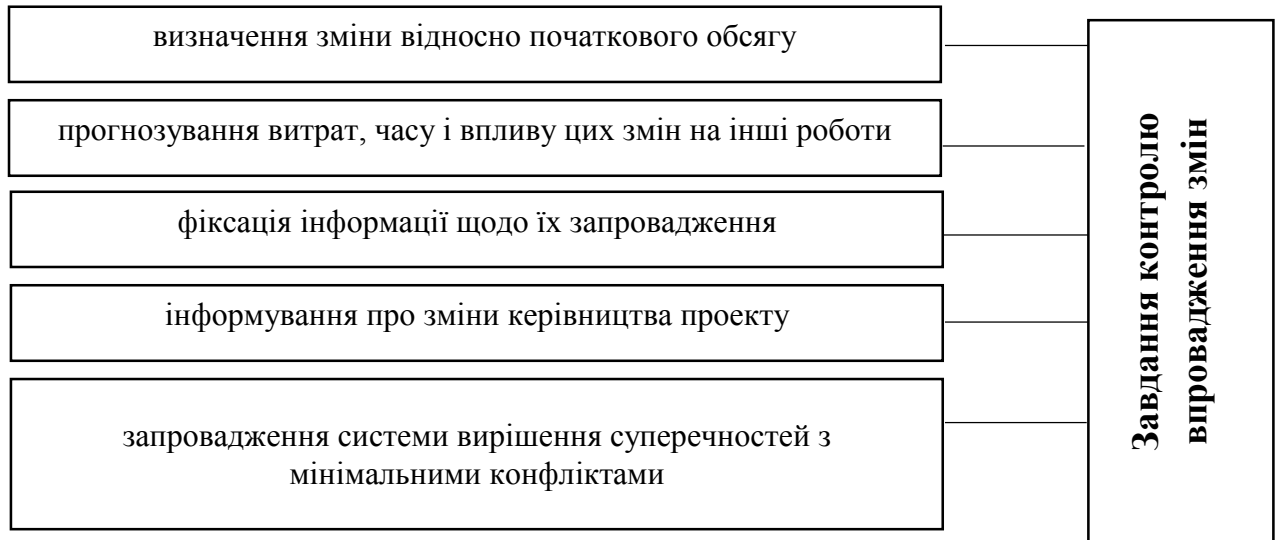 визначення зміни відносно початкового обсягу
прогнозування витрат, часу і впливу цих змін на інші роботи
фіксація інформації щодо їх запровадження
інформування про зміни керівництва проекту
запровадження системи вирішення суперечностей з
мінімальними конфліктами
Завдання контролю
впровадження змін